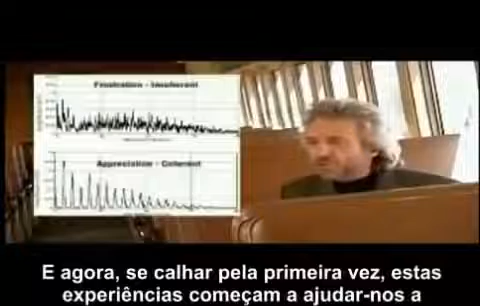 Frustration - Incoherent
Appreciation - Coherent
E agora, se calhar pela primeira vez, estas
experiências começam a ajudar-nos a